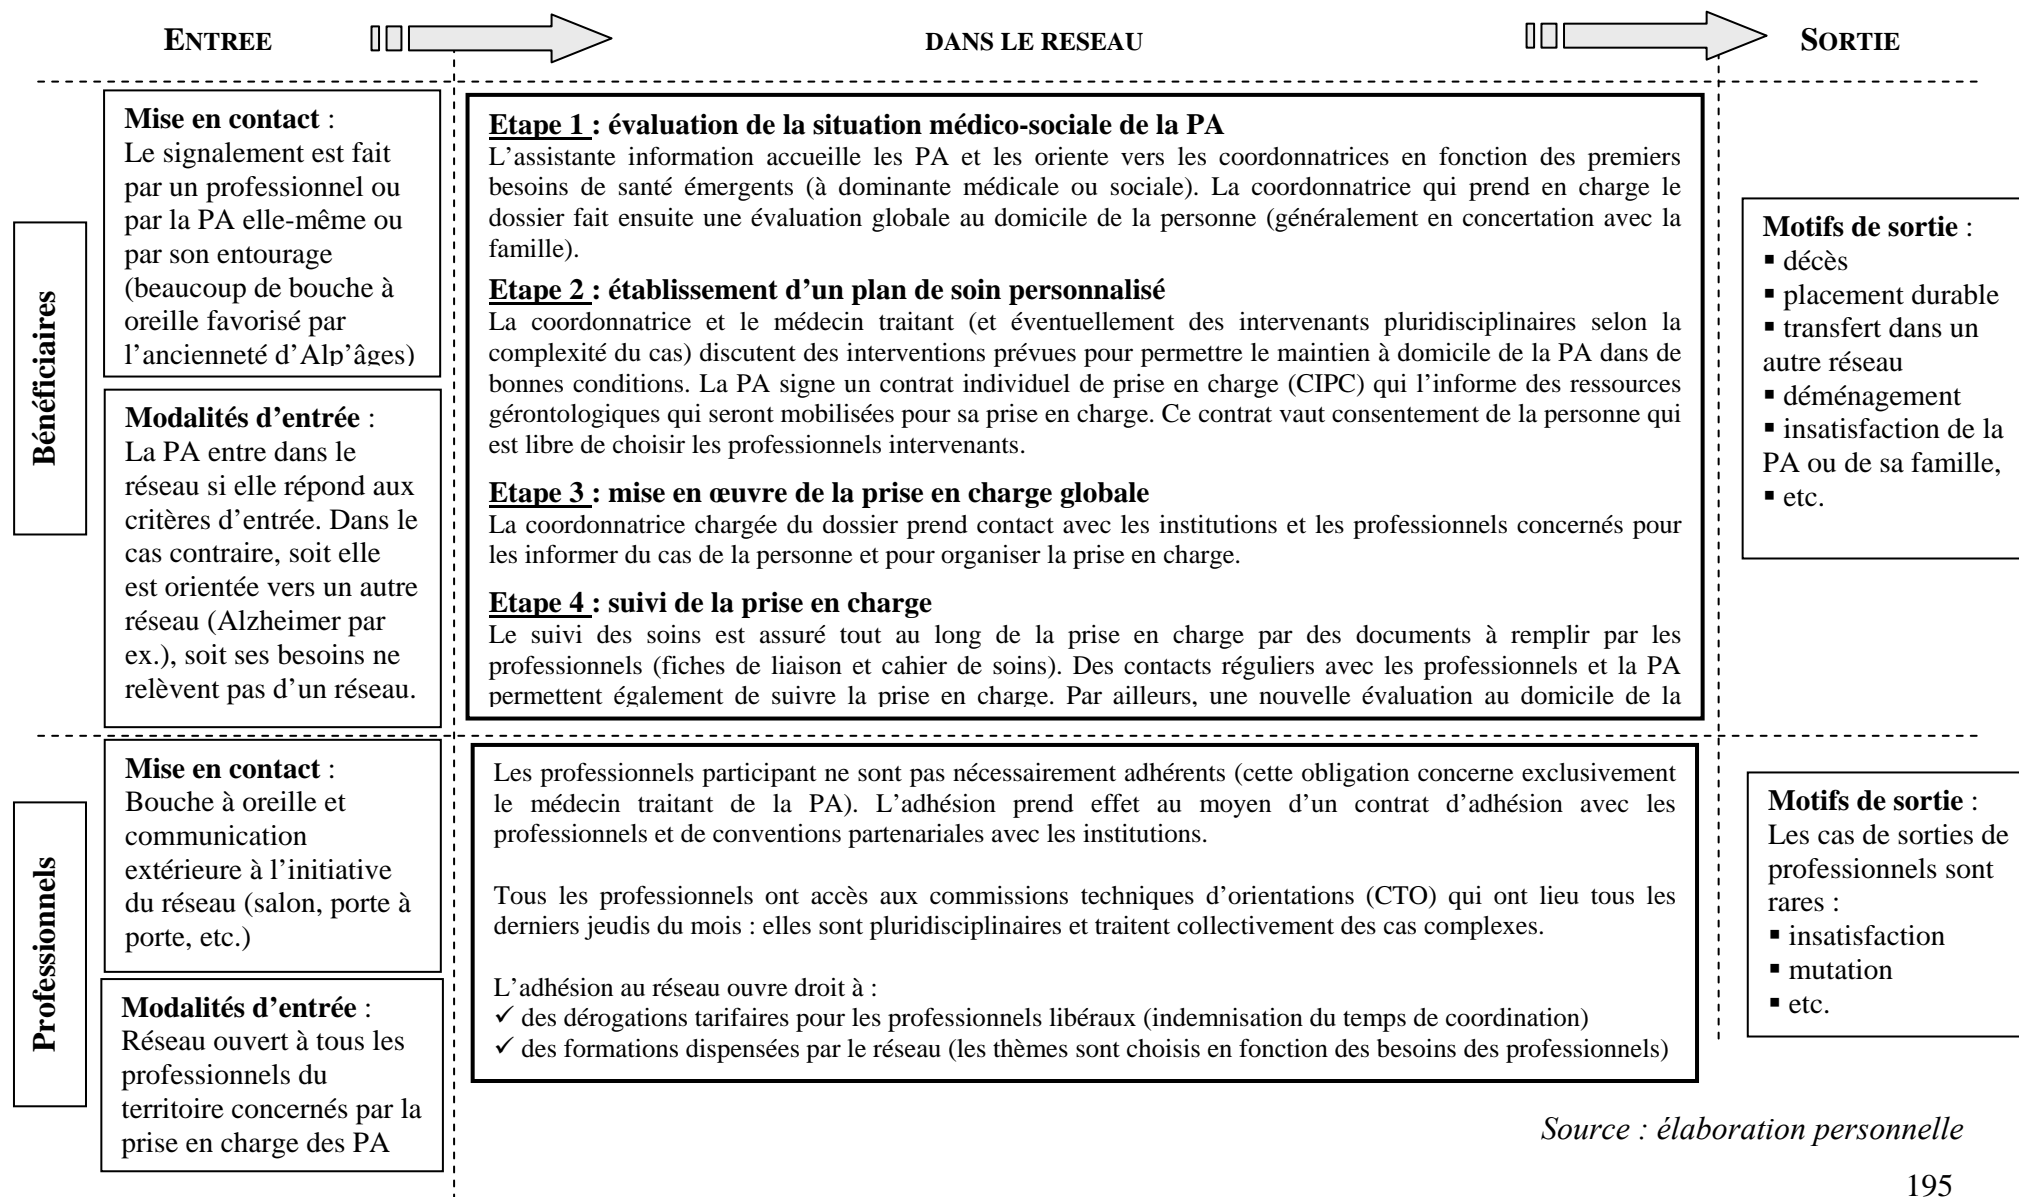 ENTREE
DANS LE RESEAU
SORTIE
Bénéficiaires
Mise en contact :
Le signalement est fait
par un professionnel ou
par la PA elle-même ou
par son entourage
(beaucoup de bouche à
oreille favorisé par
l’ancienneté d’Alp’âges)
Modalités d’entrée :
La PA entre dans le
réseau si elle répond aux
critères d’entrée. Dans le
cas contraire, soit elle
est orientée vers un autre
réseau (Alzheimer par
ex.), soit ses besoins ne
relèvent pas d’un réseau.
Etape 1 : évaluation de la situation médico-sociale de la PA
L’assistante information accueille les PA et les oriente vers les coordonnatrices en fonction des premiers
besoins de santé émergents (à dominante médicale ou sociale). La coordonnatrice qui prend en charge le
dossier fait ensuite une évaluation globale au domicile de la personne (généralement en concertation avec la
famille).
Etape 2 : établissement d’un plan de soin personnalisé
La coordonnatrice et le médecin traitant (et éventuellement des intervenants pluridisciplinaires selon la
complexité du cas) discutent des interventions prévues pour permettre le maintien à domicile de la PA dans de
bonnes conditions. La PA signe un contrat individuel de prise en charge (CIPC) qui l’informe des ressources
gérontologiques qui seront mobilisées pour sa prise en charge. Ce contrat vaut consentement de la personne qui
est libre de choisir les professionnels intervenants.
Etape 3 : mise en œuvre de la prise en charge globale
La coordonnatrice chargée du dossier prend contact avec les institutions et les professionnels concernés pour
les informer du cas de la personne et pour organiser la prise en charge.
Etape 4 : suivi de la prise en charge
Le suivi des soins est assuré tout au long de la prise en charge par des documents à remplir par les
professionnels (fiches de liaison et cahier de soins). Des contacts réguliers avec les professionnels et la PA
permettent également de suivre la prise en charge. Par ailleurs, une nouvelle évaluation au domicile de la
Motifs de sortie :
▪ décès
▪ placement durable
▪ transfert dans un
autre réseau
▪ déménagement
▪ insatisfaction de la
PA ou de sa famille,
▪ etc.
Professionnels
Mise en contact :
Bouche à oreille et
communication
extérieure à l’initiative
du réseau (salon, porte à
porte, etc.)
Modalités d’entrée :
Réseau ouvert à tous les
professionnels du
territoire concernés par la
prise en charge des PA
Les professionnels participant ne sont pas nécessairement adhérents (cette obligation concerne exclusivement
le médecin traitant de la PA). L’adhésion prend effet au moyen d’un contrat d’adhésion avec les
professionnels et de conventions partenariales avec les institutions.
Tous les professionnels ont accès aux commissions techniques d’orientations (CTO) qui ont lieu tous les
derniers jeudis du mois : elles sont pluridisciplinaires et traitent collectivement des cas complexes.
L’adhésion au réseau ouvre droit à :
✓ des dérogations tarifaires pour les professionnels libéraux (indemnisation du temps de coordination)
✓ des formations dispensées par le réseau (les thèmes sont choisis en fonction des besoins des professionnels)
Motifs de sortie :
Les cas de sorties de
professionnels sont
rares :
▪ insatisfaction
▪ mutation
▪ etc.
Source : élaboration personnelle
195